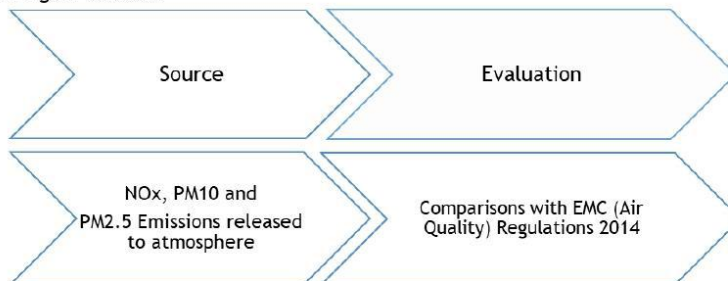 Source
Evaluation
NOx, PM10 and
PM2.5 Emissions released
to atmosphere
Comparisons with EMC (Air
Quality) Regulations 2014